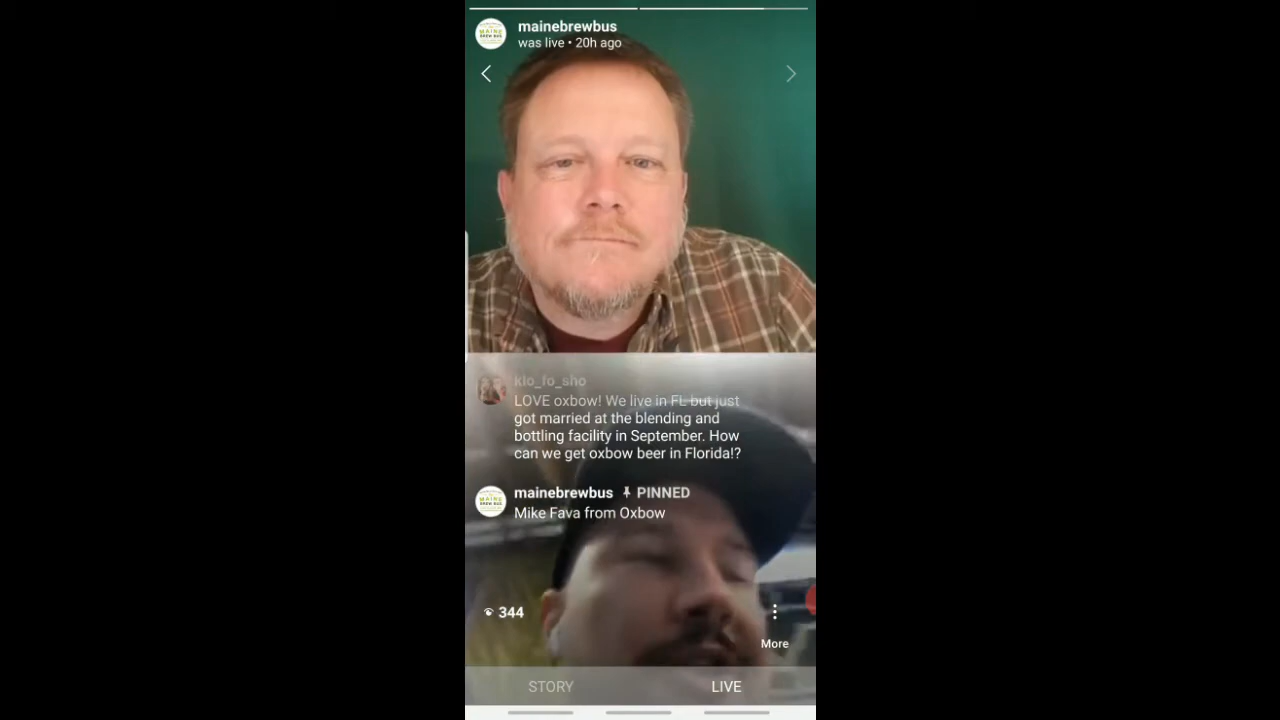 mainebrewbus
was live • 20h ago
klo_fo_sho
LOVE oxbow! We live in FL but just
got married at the blending and
bottling facility in September. How
can we get oxbow beer in Florida!?
mainebrewbus PINNED
Mike Fava from Oxbow
344
More
STORY LIVE